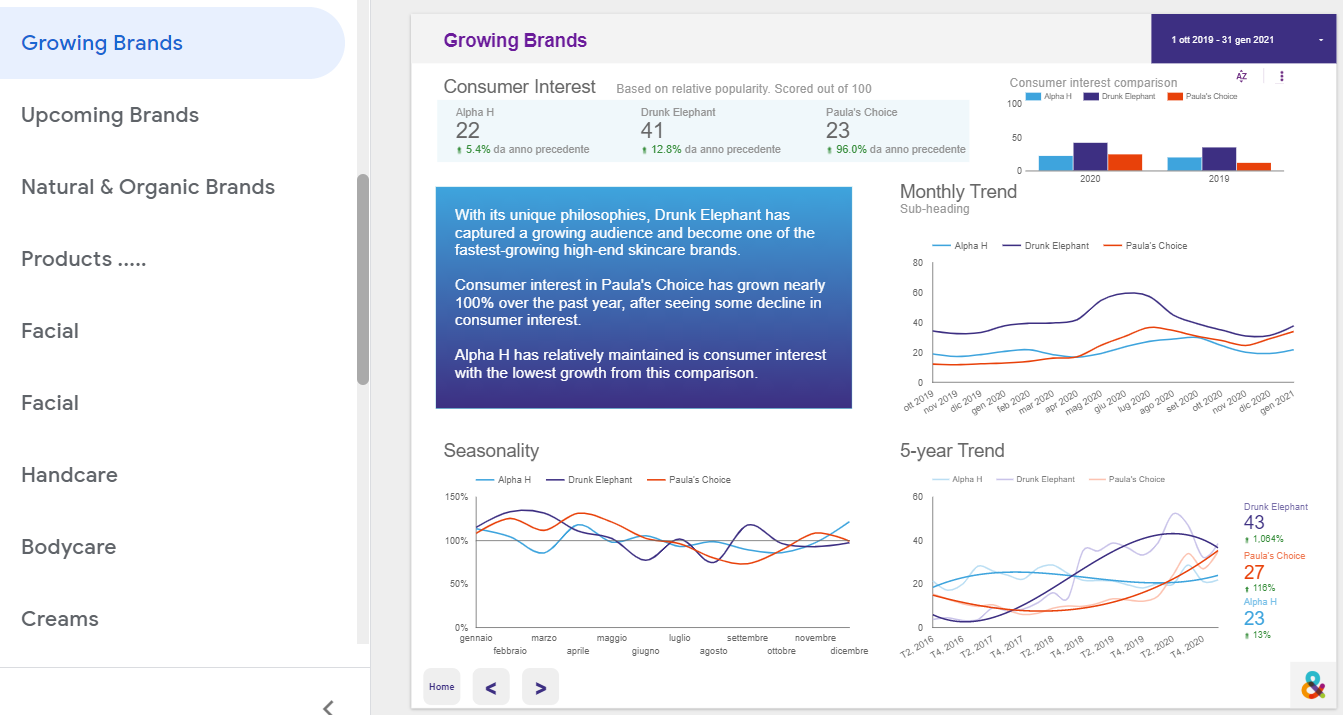 Growing Brands
Upcoming Brands
Natural & Organic Brands
Products .....
Facial
Facial
Handcare
Bodycare
Creams
Growing Brands
1 ott 2019 - 31 gen 2021
Consumer Interest
Based on relative popularity. Scored out of 100
Alpha H
22
5.4% da anno precedente
Drunk Elephant
41
12.8% da anno precedente
Paula's Choice
23
96.0% da anno precedente
AZ
Consumer interest comparison
Alpha H Drunk Elephant Paula's Choice
100
50
0
2020 2019
With its unique philosophies, Drunk Elephant has
captured a growing audience and become one of the
fastest-growing high-end skincare brands.
Consumer interest in Paula's Choice has grown nearly
100% over the past year, after seeing some decline in
consumer interest.
Alpha H has relatively maintained is consumer interest
with the lowest growth from this comparison.
Monthly Trend
Sub-heading
Alpha H Drunk Elephant Paula's Choice
80
60
40
20
0
ott 2019 nov 2019 dic 2019 gen 2020 feb 2020 mar 2020 apr 2020 mag 2020 giu 2020 lug 2020 ago 2020 set 2020 ott 2020 nov 2020 dic 2020 gen 2021
Seasonality
Alpha H Drunk Elephant Paula's Choice
150%
100%
50%
0%
gennaio marzo maggio luglio settembre novembre
febbraio aprile giugno agosto ottobre dicembre
5-year Trend
Alpha H Drunk Elephant Paula's Choice
60
40
20
0
T2, 2016 T4, 2016 T2, 2017 T4, 2017 T2, 2018 T4, 2018 T2, 2019 T4, 2019 T2, 2020 T4, 2020
Drunk Elephant
43
1,064%
Paula's Choice
27
116%
Alpha H
23
13%
Home < >
&